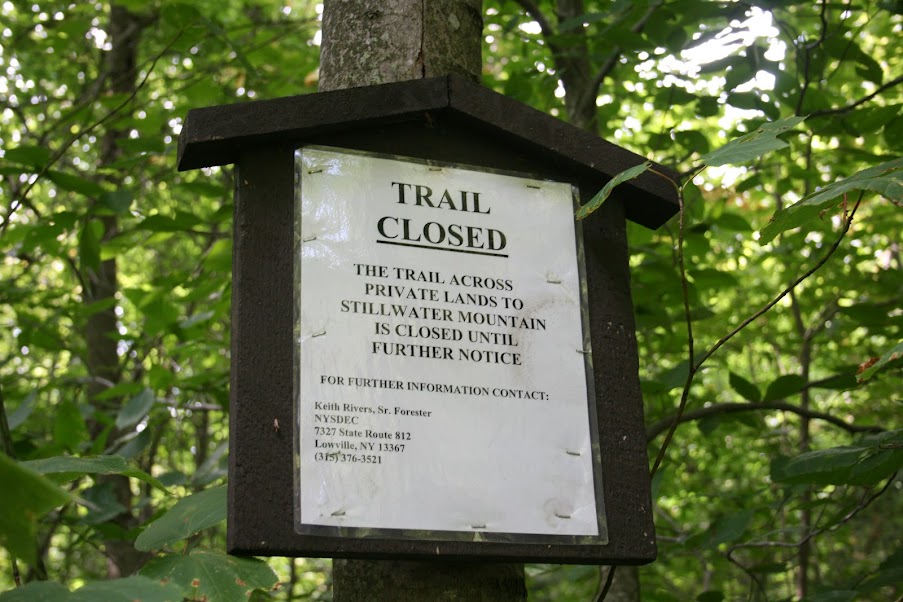 TRAIL
CLOSED
THE TRAIL ACROSS
PRIVATE LANDS TO
STILLWATER MOUNTAIN
IS CLOSED UNTIL
FURTHER NOTICE
FOR FURTHER INFORMATION CONTACT:
Keith Rivers, Sr. Forester
NYSDEC
7327 State Route 812
Lowville, NY 13367
(315)376-3521